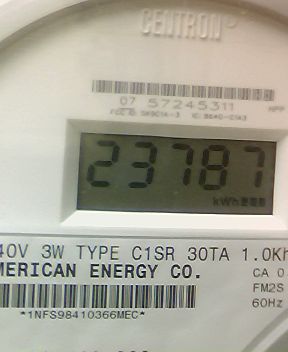 CENTRON
07 57245311
23787
kWh
40V 3W TYPE C1SR 30TA 1.0Kh
MERICAN ENERGY CO.
CA 0
FM2S
60Hz
*1NFS98410366MEC*